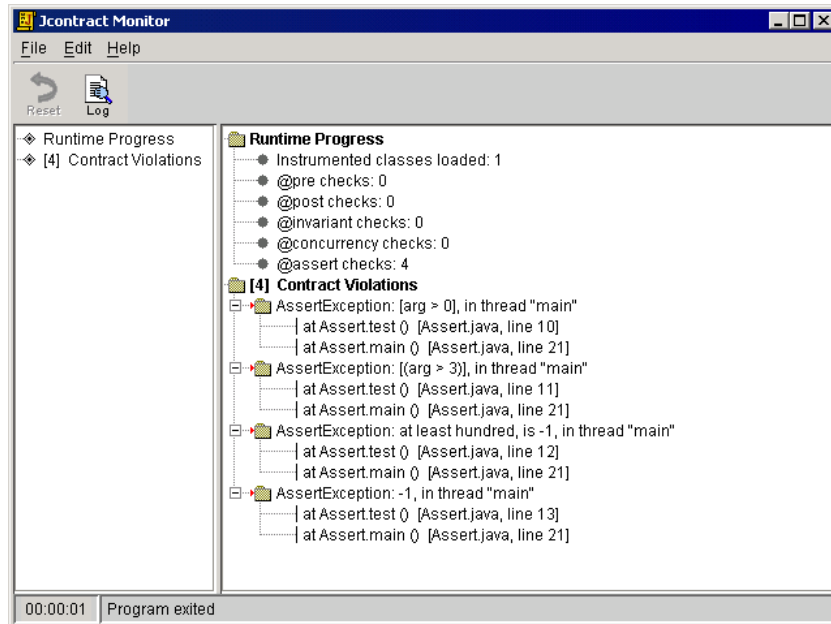 Jcontract Monitor
File Edit Help
Reset Log
Runtime Progress
[4] Contract Violations
Runtime Progress
Instrumented classes loaded: 1
@pre checks: 0
@post checks: 0
@invariant checks: 0
@concurrency checks: 0
@assert checks: 4
[4] Contract Violations
AssertException: [arg > 0], in thread "main"
at Assert.test () [Assert.java, line 10]
at Assert.main () [Assert.java, line 21]
AssertException: [(arg > 3)], in thread "main"
at Assert.test () [Assert.java, line 11]
at Assert.main () [Assert.java, line 21]
AssertException: at least hundred, is -1, in thread "main"
at Assert.test () [Assert.java, line 12]
at Assert.main () [Assert.java, line 21]
AssertException: -1, in thread "main"
at Assert.test () [Assert.java, line 13]
at Assert.main () [Assert.java, line 21]
00:00:01 Program exited